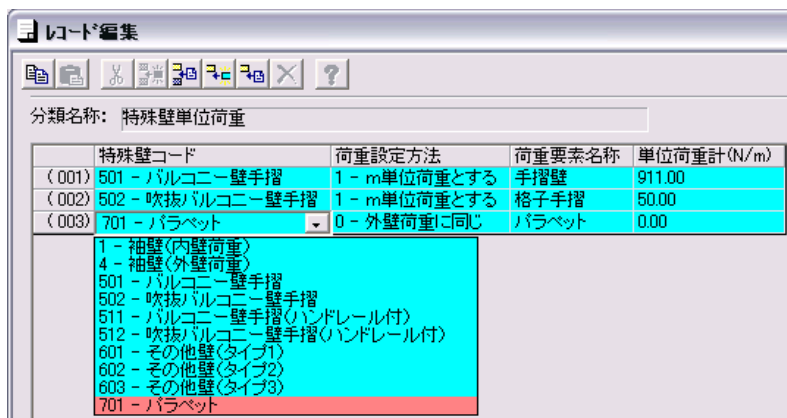 レコード編集
?
分類名称: 特殊壁単位荷重
特殊壁コード 荷重設定方法 荷重要素名称 単位荷重計(N/m)
(001) 501 - バルコニー壁手摺 1 - m単位荷重とする 手摺壁 911.00
(002) 502 - 吹抜バルコニー壁手摺 1 - m単位荷重とする 格子手摺 50.00
(003) 701 - パラペット 0 - 外壁荷重に同じ パラペット 0.00
1 - 袖壁(内壁荷重)
4 - 袖壁(外壁荷重)
501 - バルコニー壁手摺
502 - 吹抜バルコニー壁手摺
511 - バルコニー壁手摺(ハンドレール付)
512 - 吹抜バルコニー壁手摺(ハンドレール付)
601 - その他壁(タイプ1)
602 - その他壁(タイプ2)
603 - その他壁(タイプ3)
701 - パラペット